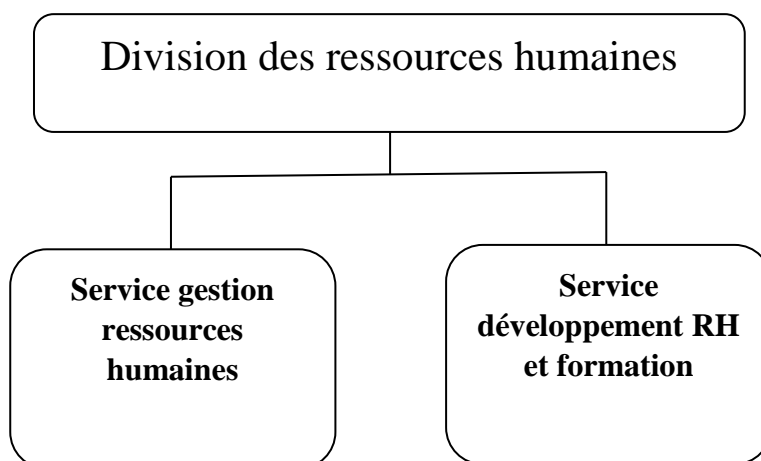 Division des ressources humaines
Service gestion
ressources
humaines
Service
développement RH
et formation